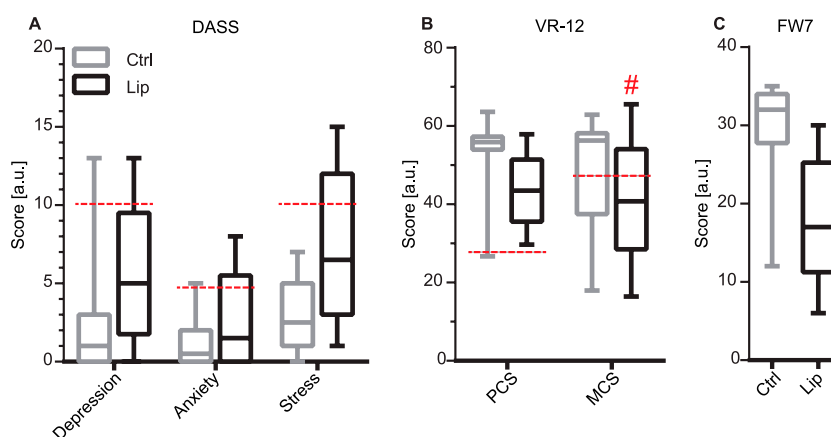 A DASS
Ctrl
Lip
Score [a.u.]
20
15
10
5
0
Depression
Anxiety
Stress
B VR-12
#
Score [a.u.]
80
60
40
20
0
PCS
MCS
C FW7
Score [a.u.]
40
30
20
10
0
Ctrl
Lip